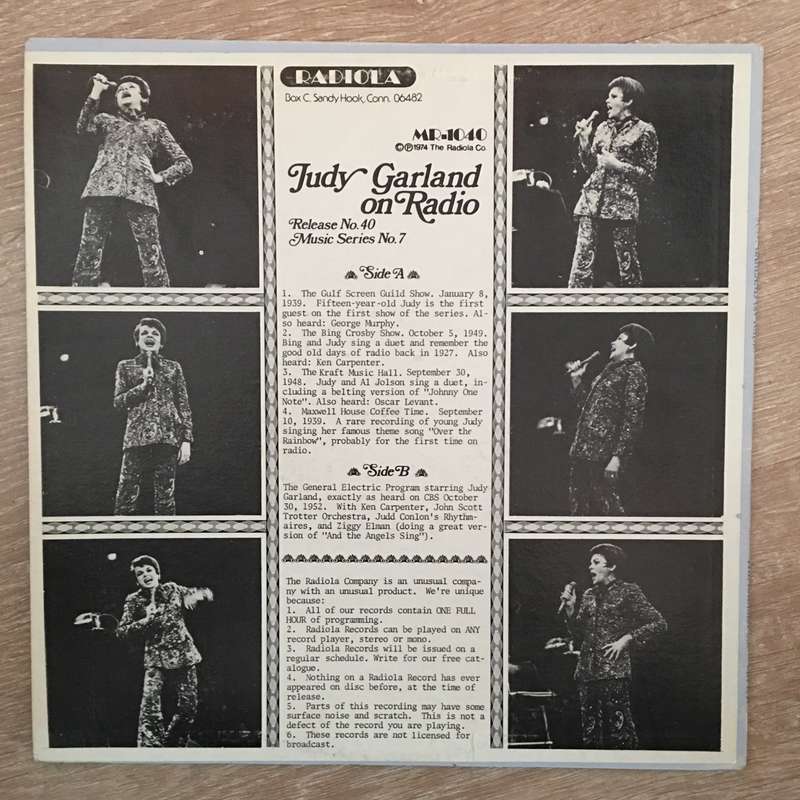 RADIOLA
Box C, Sandy Hook, Conn. 06482
MR-1040
©℗1974 The Radiola Co.
Judy Garland
on Radio
Release No. 40
Music Series No. 7
Side A
1. The Gulf Screen Guild Show. January 8,
1939. Fifteen-year-old Judy is the first
guest on the first show of the series. Al-
so heard: George Murphy.
2. The Bing Crosby Show. October 5, 1949.
Bing and Judy sing a duet and remember the
good old days of radio back in 1927. Also
heard: Ken Carpenter.
3. The Kraft Music Hall. September 30,
1948. Judy and Al Jolson sing a duet, in-
cluding a belting version of "Johnny One
Note". Also heard: Oscar Levant.
4. Maxwell House Coffee Time. September
10, 1939. A rare recording of young Judy
singing her famous theme song "Over the
Rainbow", probably for the first time on
radio.
Side B
The General Electric Program starring Judy
Garland, exactly as heard on CBS October
30, 1952. With Ken Carpenter, John Scott
Trotter Orchestra, Judd Conlon's Rhythm-
aires, and Ziggy Elman (doing a great ver-
sion of "And the Angels Sing").
The Radiola Company is an unusual compa-
ny with an unusual product. We're unique
because:
1. All of our records contain ONE FULL
HOUR of programming.
2. Radiola Records can be played on ANY
record player, stereo or mono.
3. Radiola Records will be issued on a
regular schedule. Write for our free cat-
alogue.
4. Nothing on a Radiola Record has ever
appeared on disc before, at the time of
release.
5. Parts of this recording may have some
surface noise and scratch. This is not a
defect of the record you are playing.
6. These records are not licensed for
broadcast.